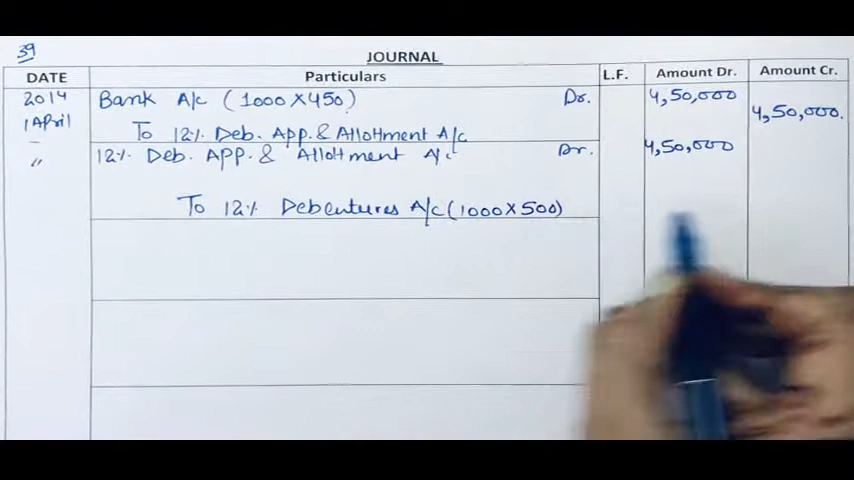 39
JOURNAL
DATE Particulars L.F. Amount Dr. Amount Cr.
2014 Bank A/c (1000×450) Dr. 4,50,000
1 April To 12% Deb. App. & Allotment A/c 4,50,000.
" 12% Deb. APP. & Allotment A/c Dr. 4,50,000
To 12% Debentures A/c (1000×500)